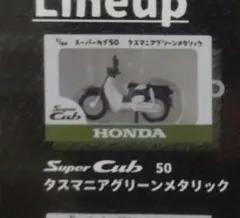 Lineup
1/64 スーパーカブ50 タスマニアグリーンメタリック
Super Cub
HONDA
Super Cub 50
タスマニアグリーンメタリック